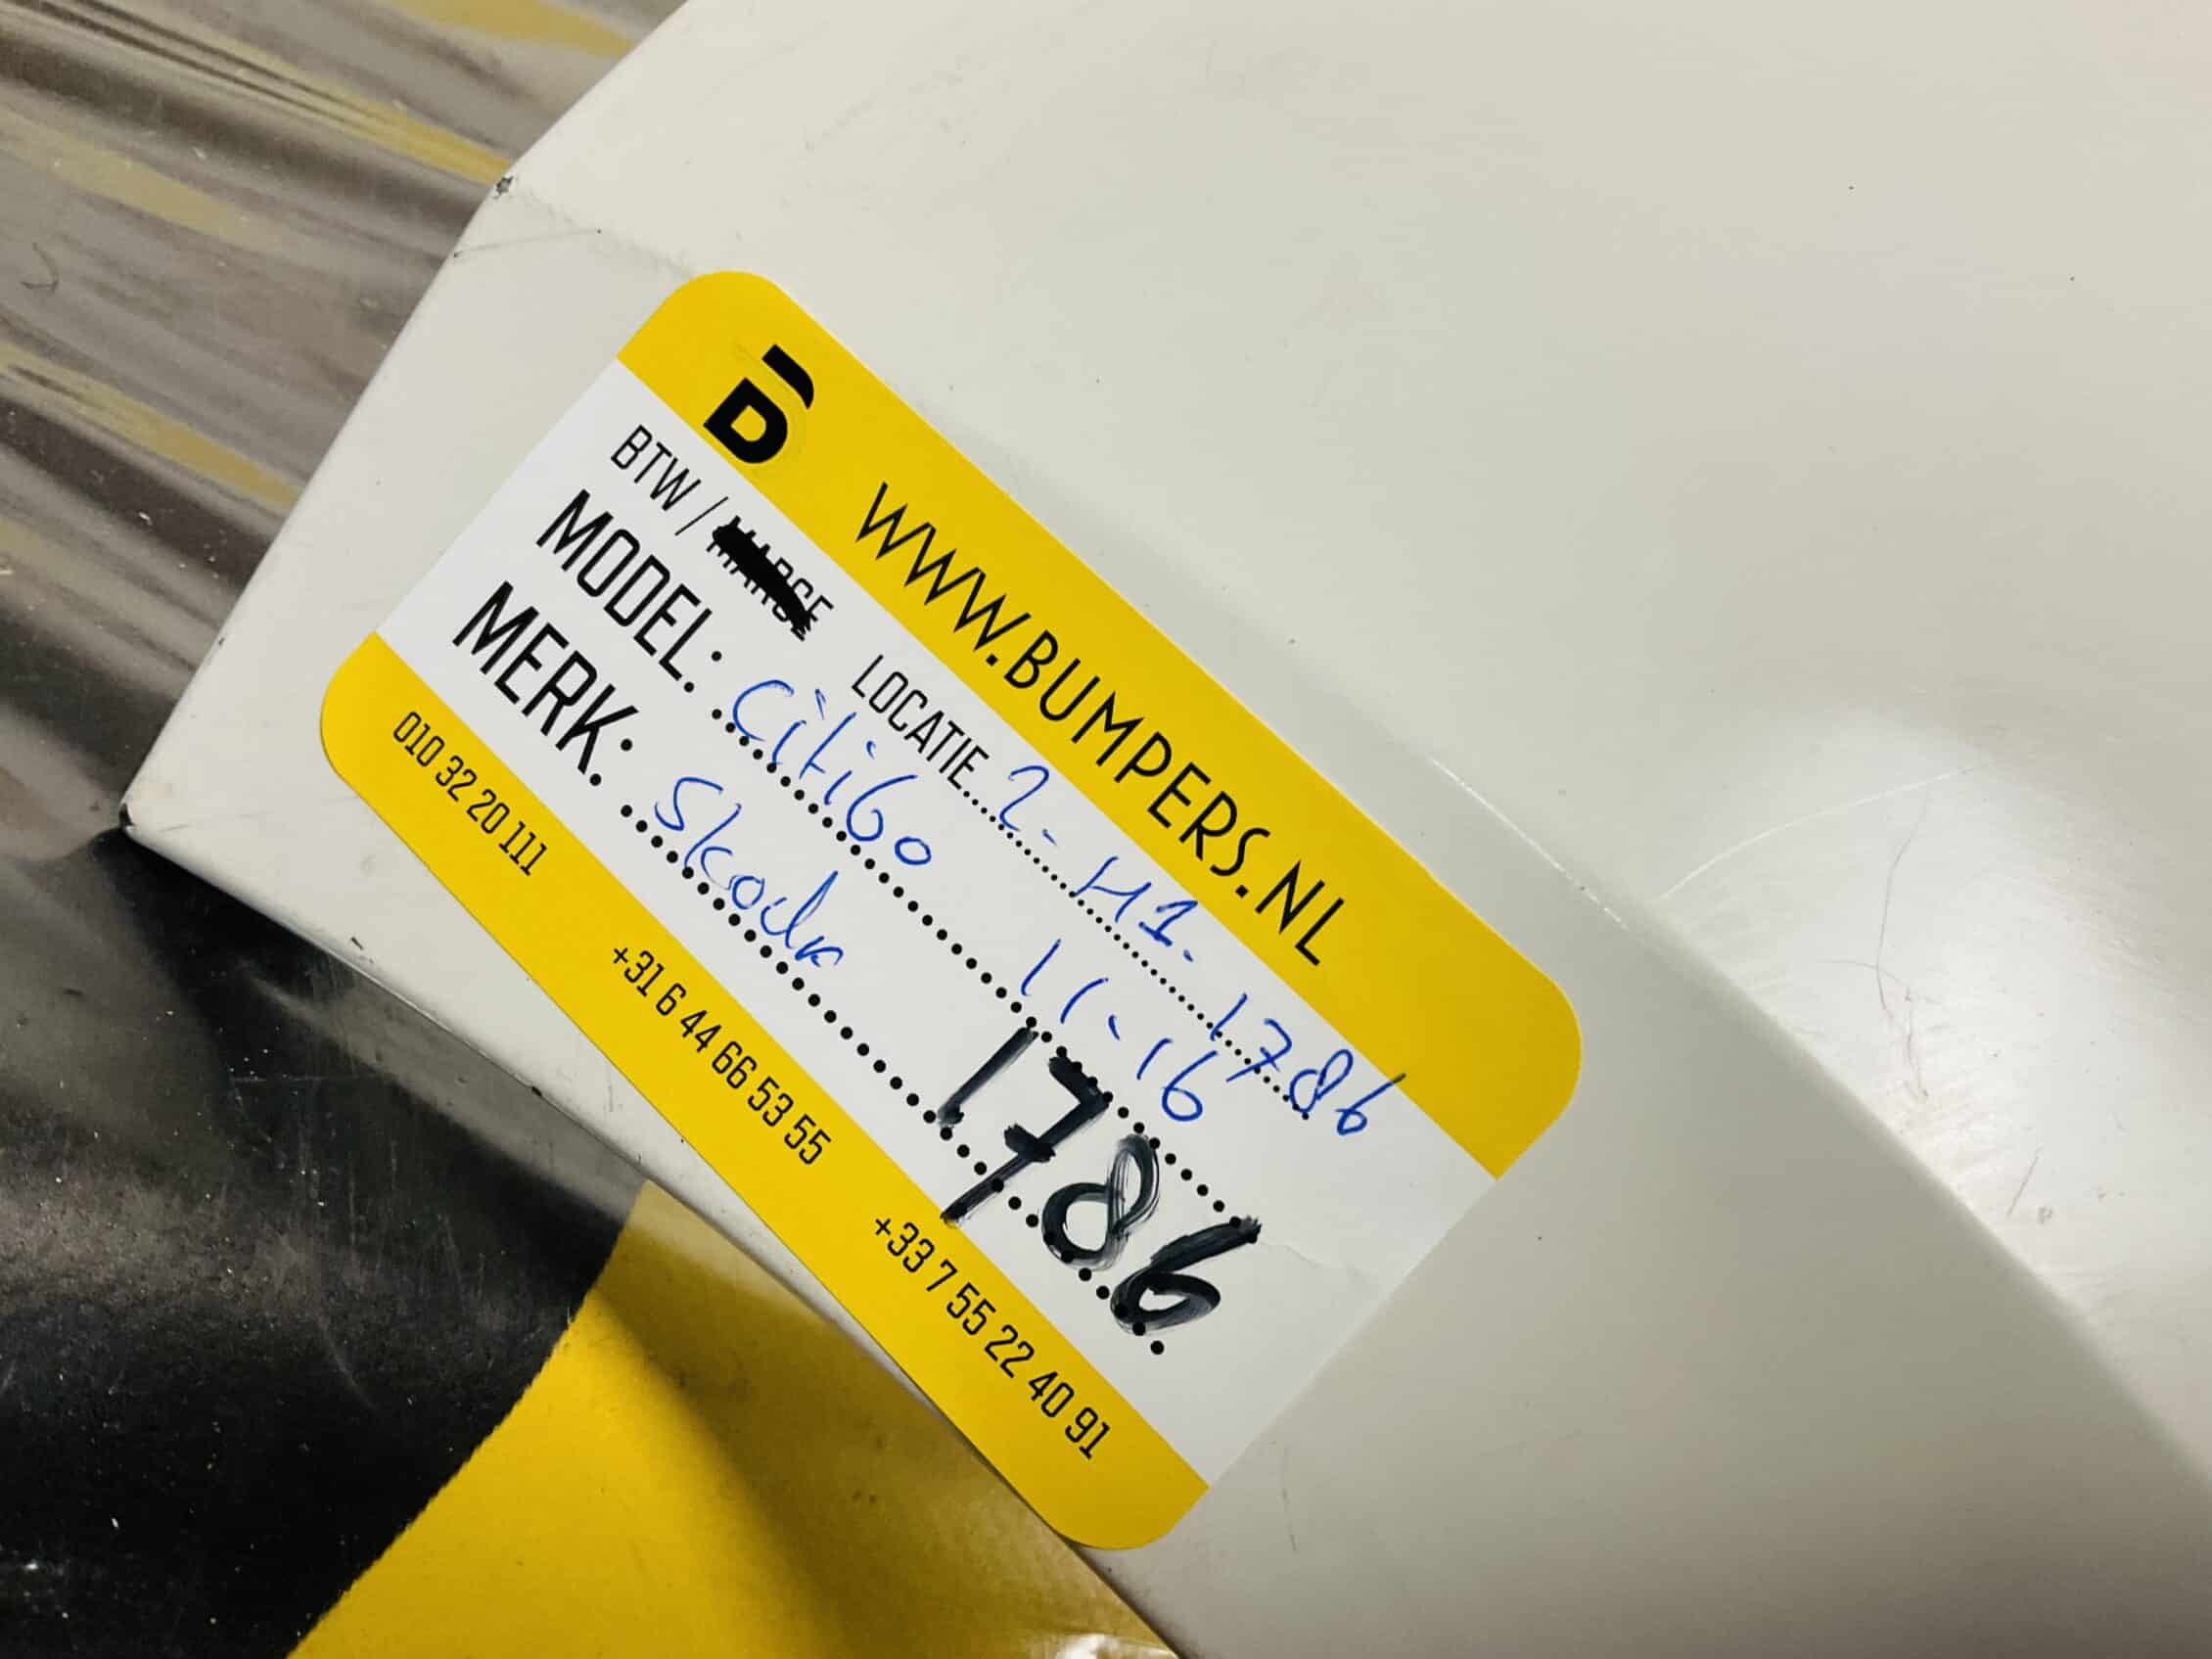 WWW.BUMPERS.NL
BTW / MARGE LOCATIE 2-H1-1786
MODEL: Citigo 11-16
MERK: Skoda 1786
010 32 20 111 +31 6 44 66 53 55 +33 7 55 22 40 91